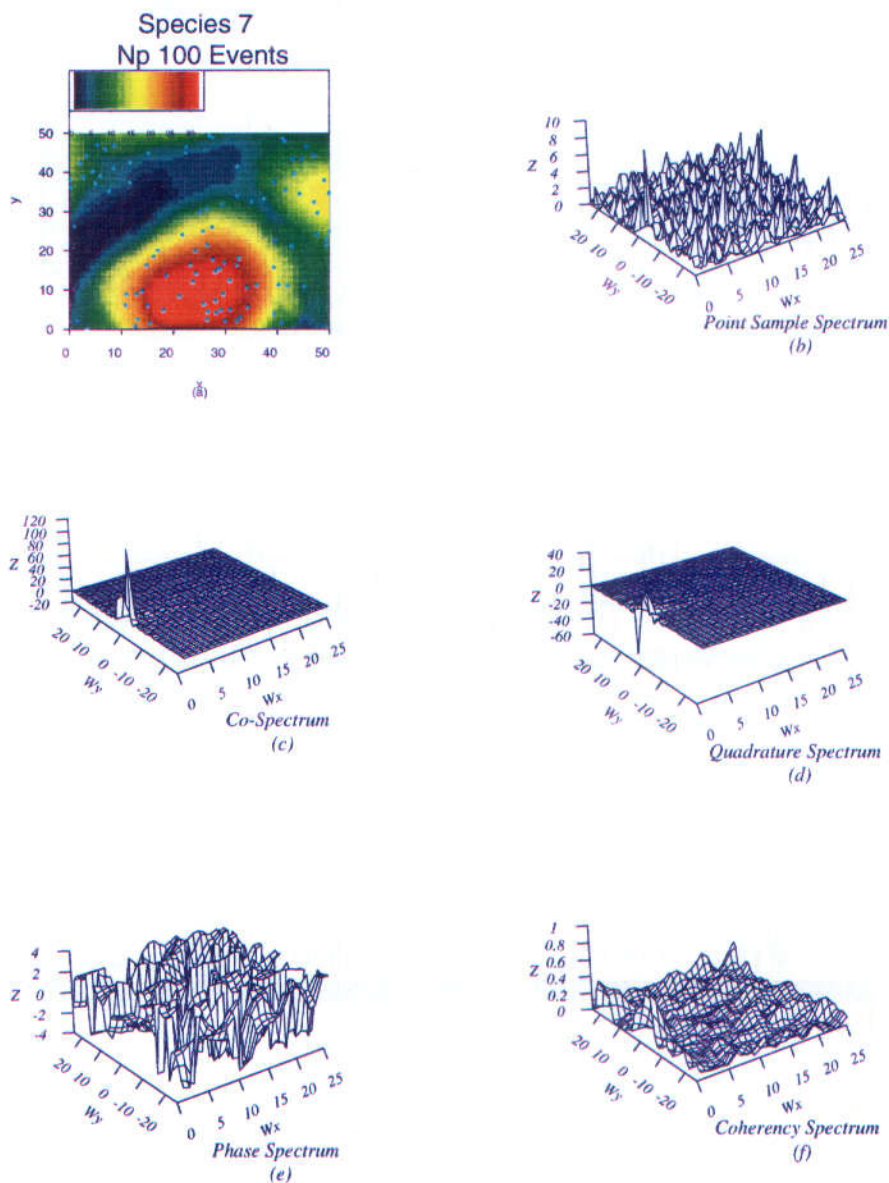 Species 7
Np 100 Events
50
40
30
20
10
0
y
0 10 20 30 40 50
x
(a)
10
8
6
4
2
0
Z
20 10 0 -10 -20
Wy
0 5 10 15 20 25
Wx
Point Sample Spectrum
(b)
120
100
80
60
40
20
0
-20
Z
20 10 0 -10 -20
Wy
0 5 10 15 20 25
Wx
Co-Spectrum
(c)
40
20
0
-20
-40
-60
Z
20 10 0 -10 -20
Wy
0 5 10 15 20 25
Wx
Quadrature Spectrum
(d)
4
2
0
-2
-4
Z
20 10 0 -10 -20
Wy
0 5 10 15 20 25
Wx
Phase Spectrum
(e)
1
0.8
0.6
0.4
0.2
0
Z
20 10 0 -10 -20
Wy
0 5 10 15 20 25
Wx
Coherency Spectrum
(f)